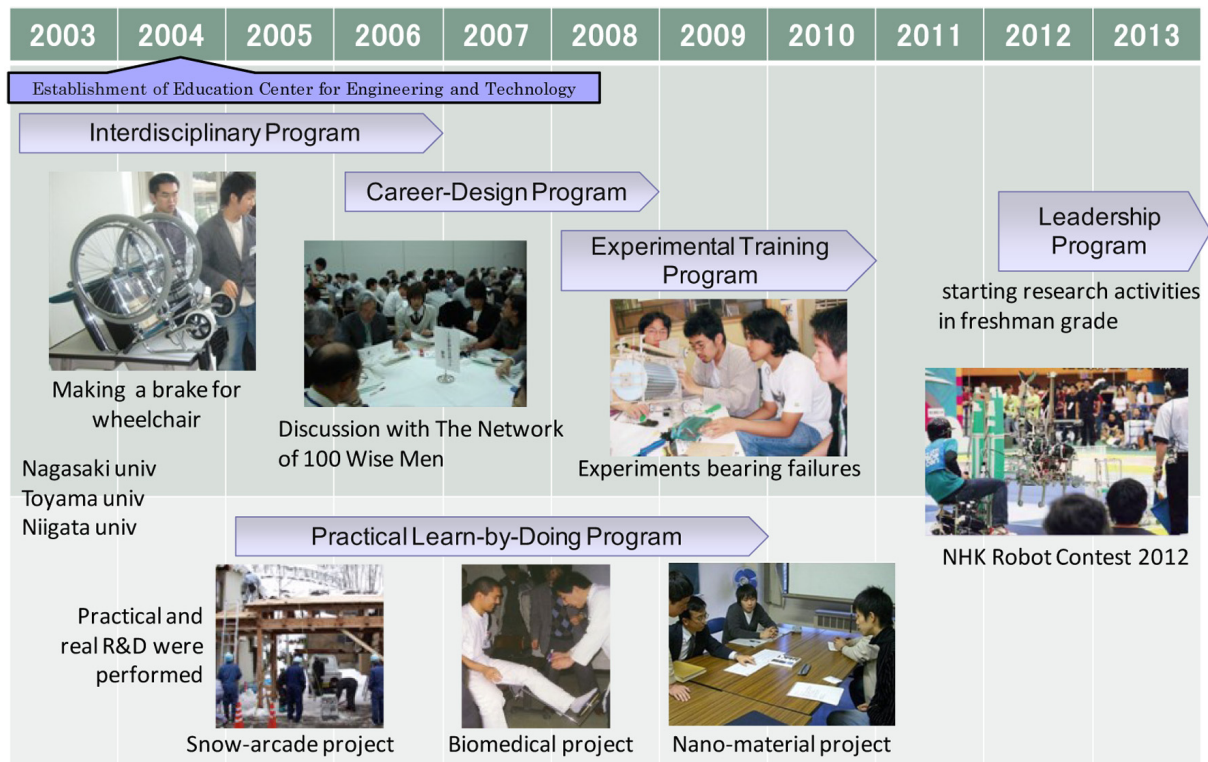 2003 2004 2005 2006 2007 2008 2009 2010 2011 2012 2013
Establishment of Education Center for Engineering and Technology
Interdisciplinary Program
Career-Design Program
Experimental Training
Program
Leadership
Program
starting research activities
in freshman grade
Making a brake for
wheelchair
Discussion with The Network
of 100 Wise Men
Experiments bearing failures
Nagasaki univ
Toyama univ
Niigata univ
NHK Robot Contest 2012
Practical Learn-by-Doing Program
Practical and
real R&D were
performed
Snow-arcade project
Biomedical project
Nano-material project